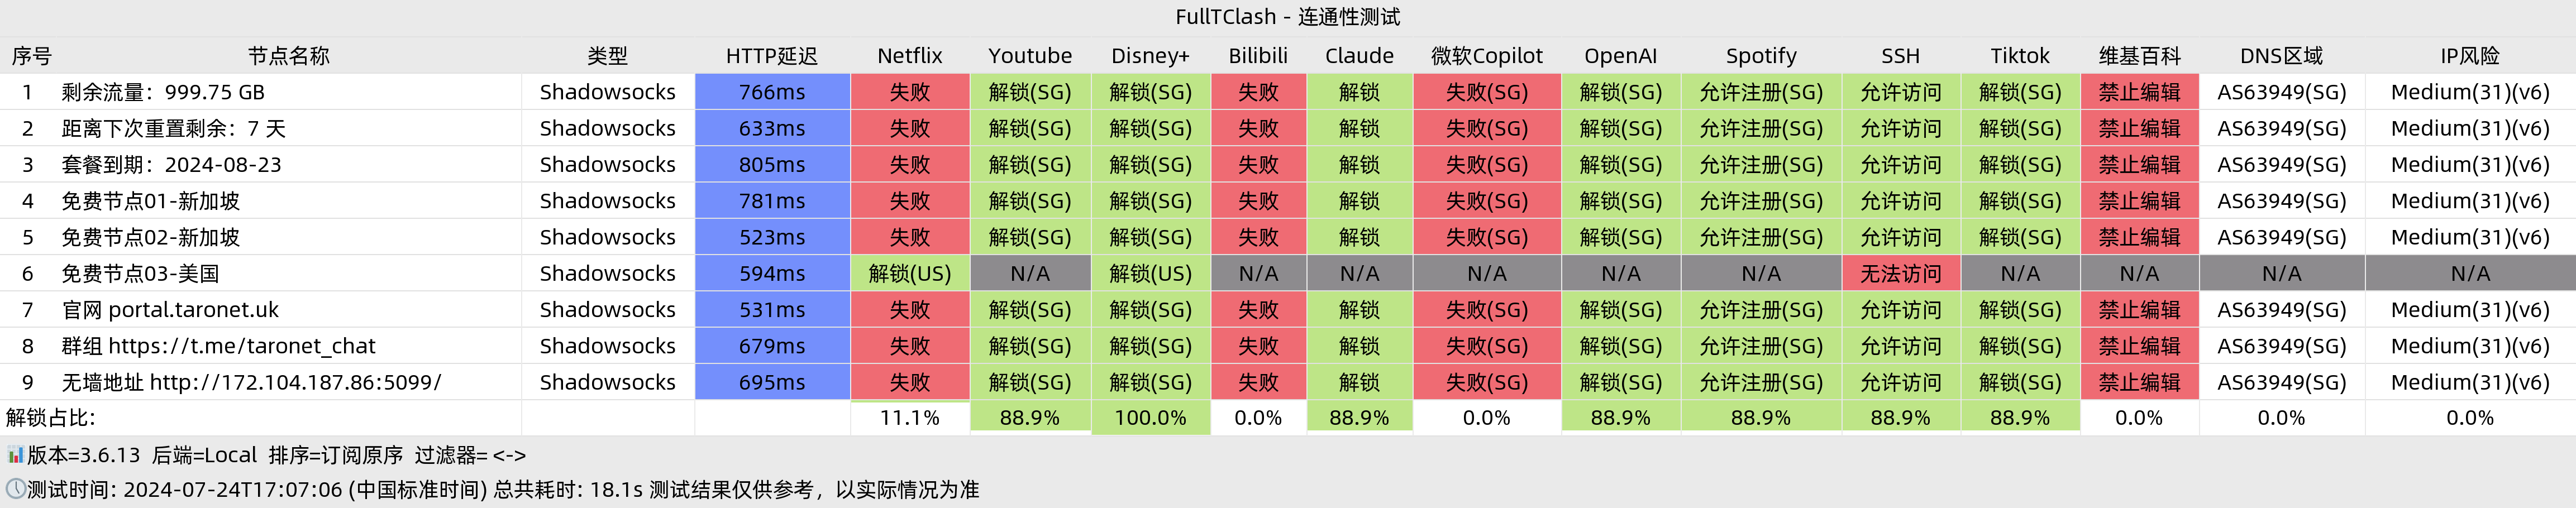 FullTClash - 连通性测试
序号 节点名称 类型 HTTP延迟 Netflix Youtube Disney+ Bilibili Claude 微软Copilot OpenAI Spotify SSH Tiktok 维基百科 DNS区域 IP风险
1 剩余流量：999.75 GB Shadowsocks 766ms 失败 解锁(SG) 解锁(SG) 失败 解锁 失败(SG) 解锁(SG) 允许注册(SG) 允许访问 解锁(SG) 禁止编辑 AS63949(SG) Medium(31)(v6)
2 距离下次重置剩余：7 天 Shadowsocks 633ms 失败 解锁(SG) 解锁(SG) 失败 解锁 失败(SG) 解锁(SG) 允许注册(SG) 允许访问 解锁(SG) 禁止编辑 AS63949(SG) Medium(31)(v6)
3 套餐到期：2024-08-23 Shadowsocks 805ms 失败 解锁(SG) 解锁(SG) 失败 解锁 失败(SG) 解锁(SG) 允许注册(SG) 允许访问 解锁(SG) 禁止编辑 AS63949(SG) Medium(31)(v6)
4 免费节点01-新加坡 Shadowsocks 781ms 失败 解锁(SG) 解锁(SG) 失败 解锁 失败(SG) 解锁(SG) 允许注册(SG) 允许访问 解锁(SG) 禁止编辑 AS63949(SG) Medium(31)(v6)
5 免费节点02-新加坡 Shadowsocks 523ms 失败 解锁(SG) 解锁(SG) 失败 解锁 失败(SG) 解锁(SG) 允许注册(SG) 允许访问 解锁(SG) 禁止编辑 AS63949(SG) Medium(31)(v6)
6 免费节点03-美国 Shadowsocks 594ms 解锁(US) N/A 解锁(US) N/A N/A N/A N/A N/A 无法访问 N/A N/A N/A N/A
7 官网 portal.taronet.uk Shadowsocks 531ms 失败 解锁(SG) 解锁(SG) 失败 解锁 失败(SG) 解锁(SG) 允许注册(SG) 允许访问 解锁(SG) 禁止编辑 AS63949(SG) Medium(31)(v6)
8 群组 https://t.me/taronet_chat Shadowsocks 679ms 失败 解锁(SG) 解锁(SG) 失败 解锁 失败(SG) 解锁(SG) 允许注册(SG) 允许访问 解锁(SG) 禁止编辑 AS63949(SG) Medium(31)(v6)
9 无墙地址 http://172.104.187.86:5099/ Shadowsocks 695ms 失败 解锁(SG) 解锁(SG) 失败 解锁 失败(SG) 解锁(SG) 允许注册(SG) 允许访问 解锁(SG) 禁止编辑 AS63949(SG) Medium(31)(v6)
解锁占比: 11.1% 88.9% 100.0% 0.0% 88.9% 0.0% 88.9% 88.9% 88.9% 88.9% 0.0% 0.0% 0.0%
版本=3.6.13 后端=Local 排序=订阅原序 过滤器= <->
测试时间: 2024-07-24T17:07:06 (中国标准时间) 总共耗时: 18.1s 测试结果仅供参考，以实际情况为准